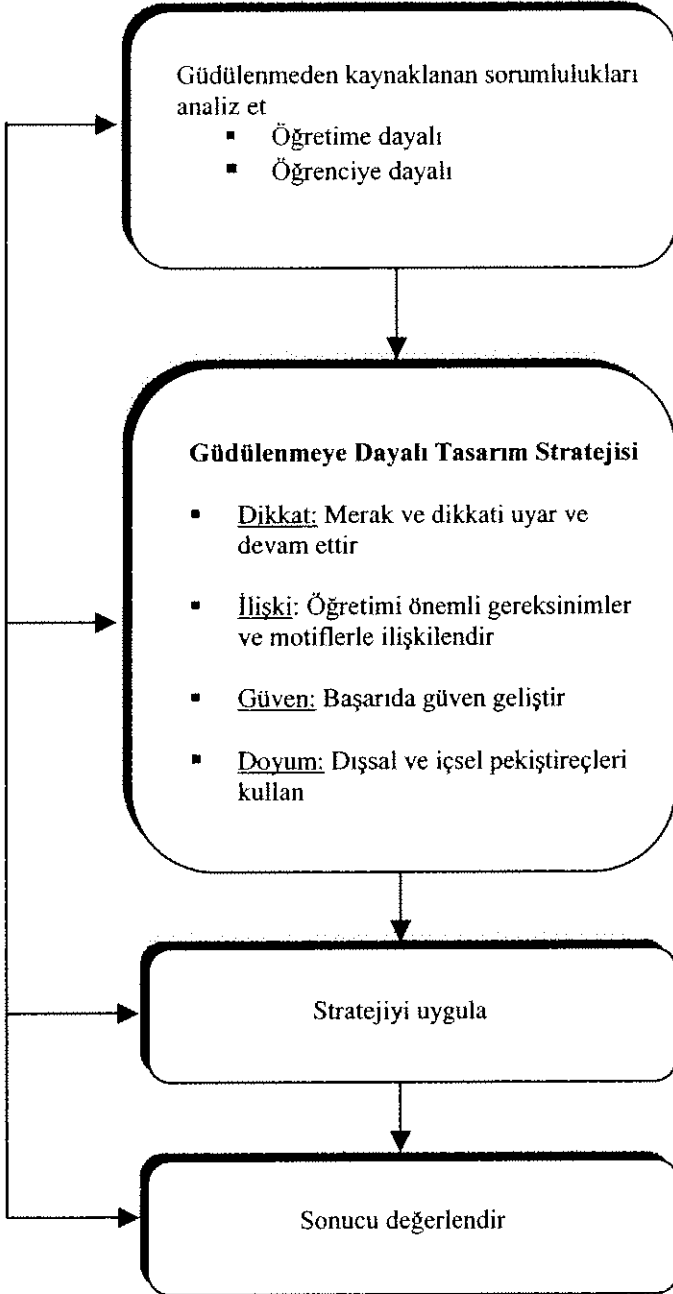 Güdülenmeden kaynaklanan sorumlulukları
analiz et
▪ Öğretime dayalı
▪ Öğrenciye dayalı
Güdülenmeye Dayalı Tasarım Stratejisi
▪ Dikkat: Merak ve dikkati uyar ve
devam ettir
▪ İlişki: Öğretimi önemli gereksinimler
ve motiflerle ilişkilendir
▪ Güven: Başarıda güven geliştir
▪ Doyum: Dışsal ve içsel pekiştireçleri
kullan
Stratejiyi uygula
Sonucu değerlendir